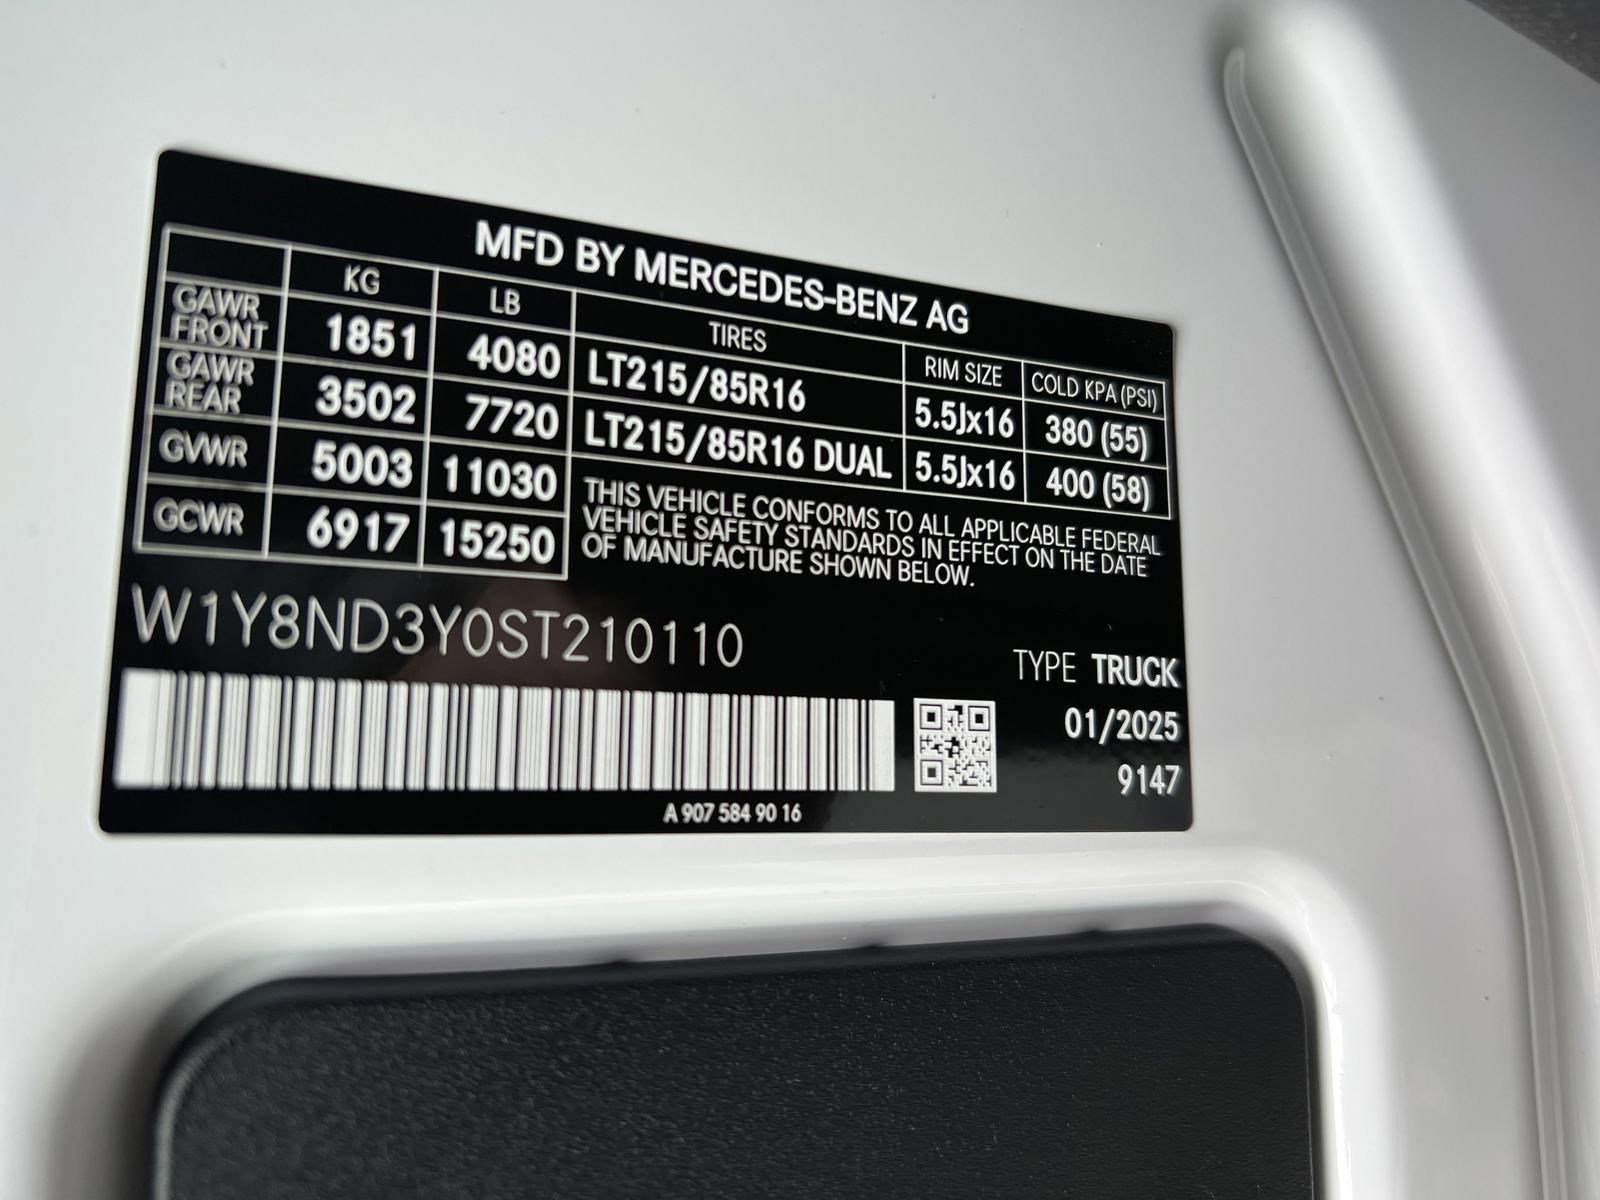 MFD BY MERCEDES-BENZ AG
KG LB TIRES RIM SIZE COLD KPA (PSI)
GAWR FRONT 1851 4080 LT215/85R16 5.5Jx16 380 (55)
GAWR REAR 3502 7720 LT215/85R16 DUAL 5.5Jx16 400 (58)
GVWR 5003 11030
GCWR 6917 15250
THIS VEHICLE CONFORMS TO ALL APPLICABLE FEDERAL
VEHICLE SAFETY STANDARDS IN EFFECT ON THE DATE
OF MANUFACTURE SHOWN BELOW.
W1Y8ND3Y0ST210110
TYPE TRUCK
01/2025
9147
A 907 584 90 16